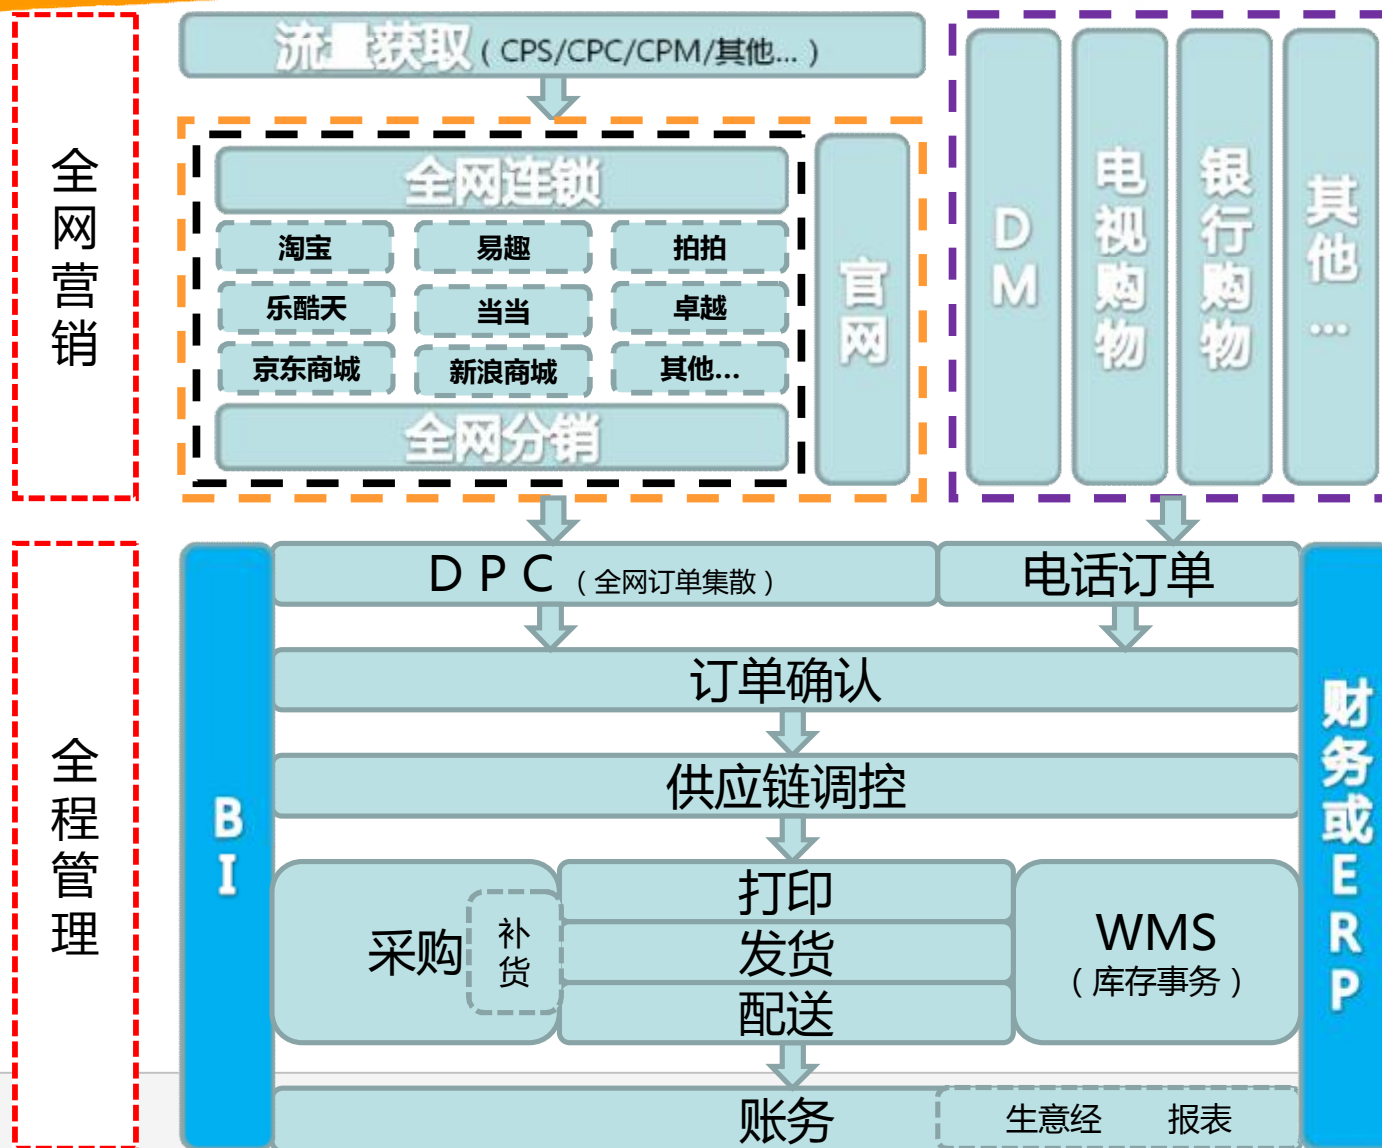 全网营销
流量获取（CPS/CPC/CPM/其他...）
全网连锁
淘宝 易趣 拍拍
乐酷天 当当 卓越
京东商城 新浪商城 其他...
全网分销
官网
DM
电视购物
银行购物
其他...
全程管理
BI
DPC（全网订单集散）
电话订单
订单确认
供应链调控
采购
补货
打印
发货
配送
WMS
（库存事务）
账务
生意经 报表
财务或ERP